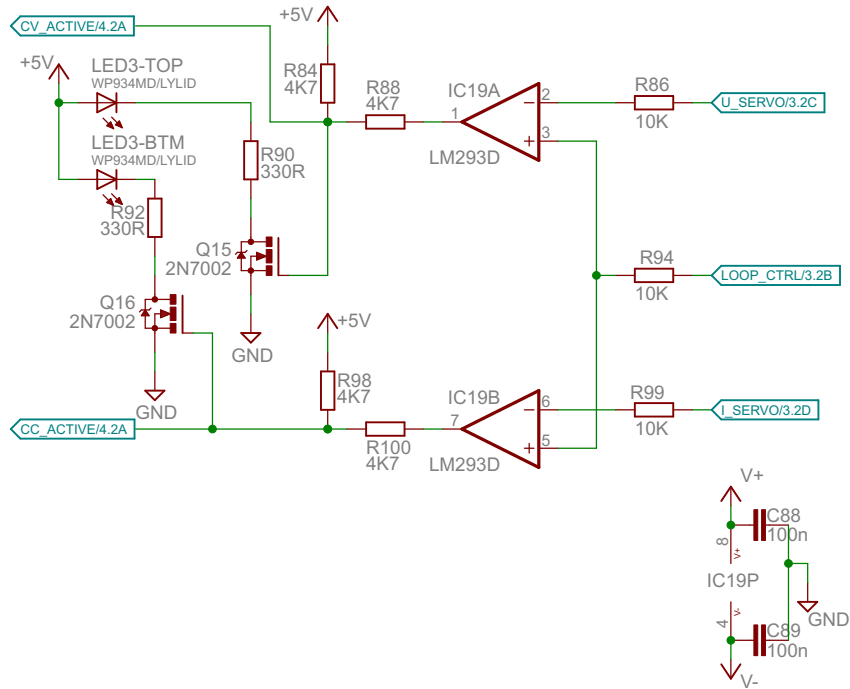 CV_ACTIVE/4.2A
+5V
+5V
LED3-TOP
WP934MD/LYLID
R84
4K7
R88
4K7
1
IC19A
2
3
LM293D
R86
10K
U_SERVO/3.2C
LED3-BTM
WP934MD/LYLID
R90
330R
R92
330R
Q15
2N7002
R94
10K
LOOP_CTRL/3.2B
Q16
2N7002
GND
+5V
GND
R98
4K7
IC19B
6
5
7
LM293D
R99
10K
I_SERVO/3.2D
CC_ACTIVE/4.2A
R100
4K7
V+
C88
100n
8
V+
IC19P
V-
4
GND
C89
100n
V-